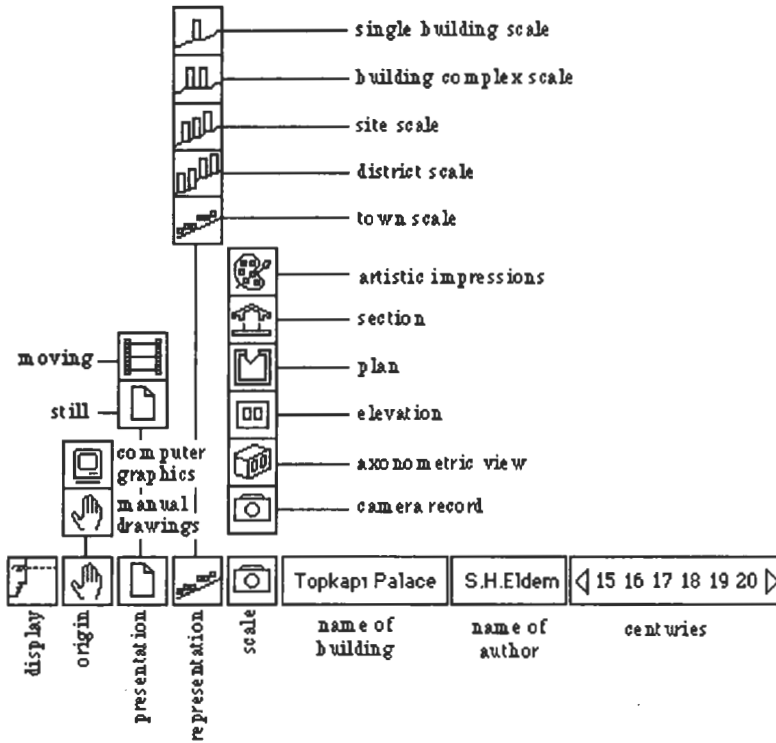 single building scale
building complex scale
site scale
district scale
town scale
artistic impressions
section
plan
elevation
axonometric view
camera record
moving
still
computer
graphics
manual
drawings
Topkapı Palace
S.H.Eldem
15 16 17 18 19 20
display
origin
presentation
representation
scale
name of
building
name of
author
centuries